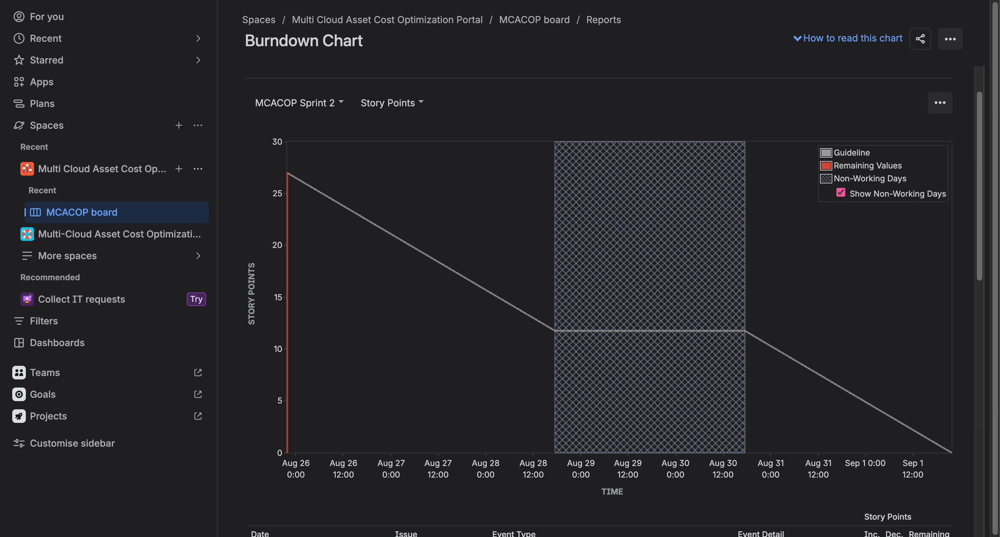 For you
Recent
Starred
Apps
Plans
Spaces
Recent
Multi Cloud Asset Cost Op...
Recent
MCACOP board
Multi-Cloud Asset Cost Optimizati...
More spaces
Recommended
Collect IT requests
Try
Filters
Dashboards
Teams
Goals
Projects
Customise sidebar
Spaces / Multi Cloud Asset Cost Optimization Portal / MCACOP board / Reports
Burndown Chart
How to read this chart
MCACOP Sprint 2
Story Points
Guideline
Remaining Values
Non-Working Days
Show Non-Working Days
STORY POINTS
30
25
20
15
10
5
0
Aug 26 0:00
Aug 26 12:00
Aug 27 0:00
Aug 27 12:00
Aug 28 0:00
Aug 28 12:00
Aug 29 0:00
Aug 29 12:00
Aug 30 0:00
Aug 30 12:00
Aug 31 0:00
Aug 31 12:00
Sep 1 0:00
Sep 1 12:00
TIME
Story Points
Date Issue Event Type Event Detail Inc. Dec. Remaining